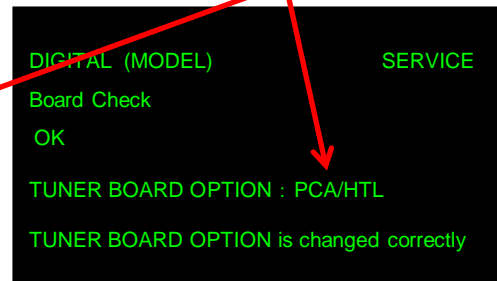 DIGITAL (MODEL) SERVICE
Board Check
OK
TUNER BOARD OPTION : PCA/HTL
TUNER BOARD OPTION is changed correctly